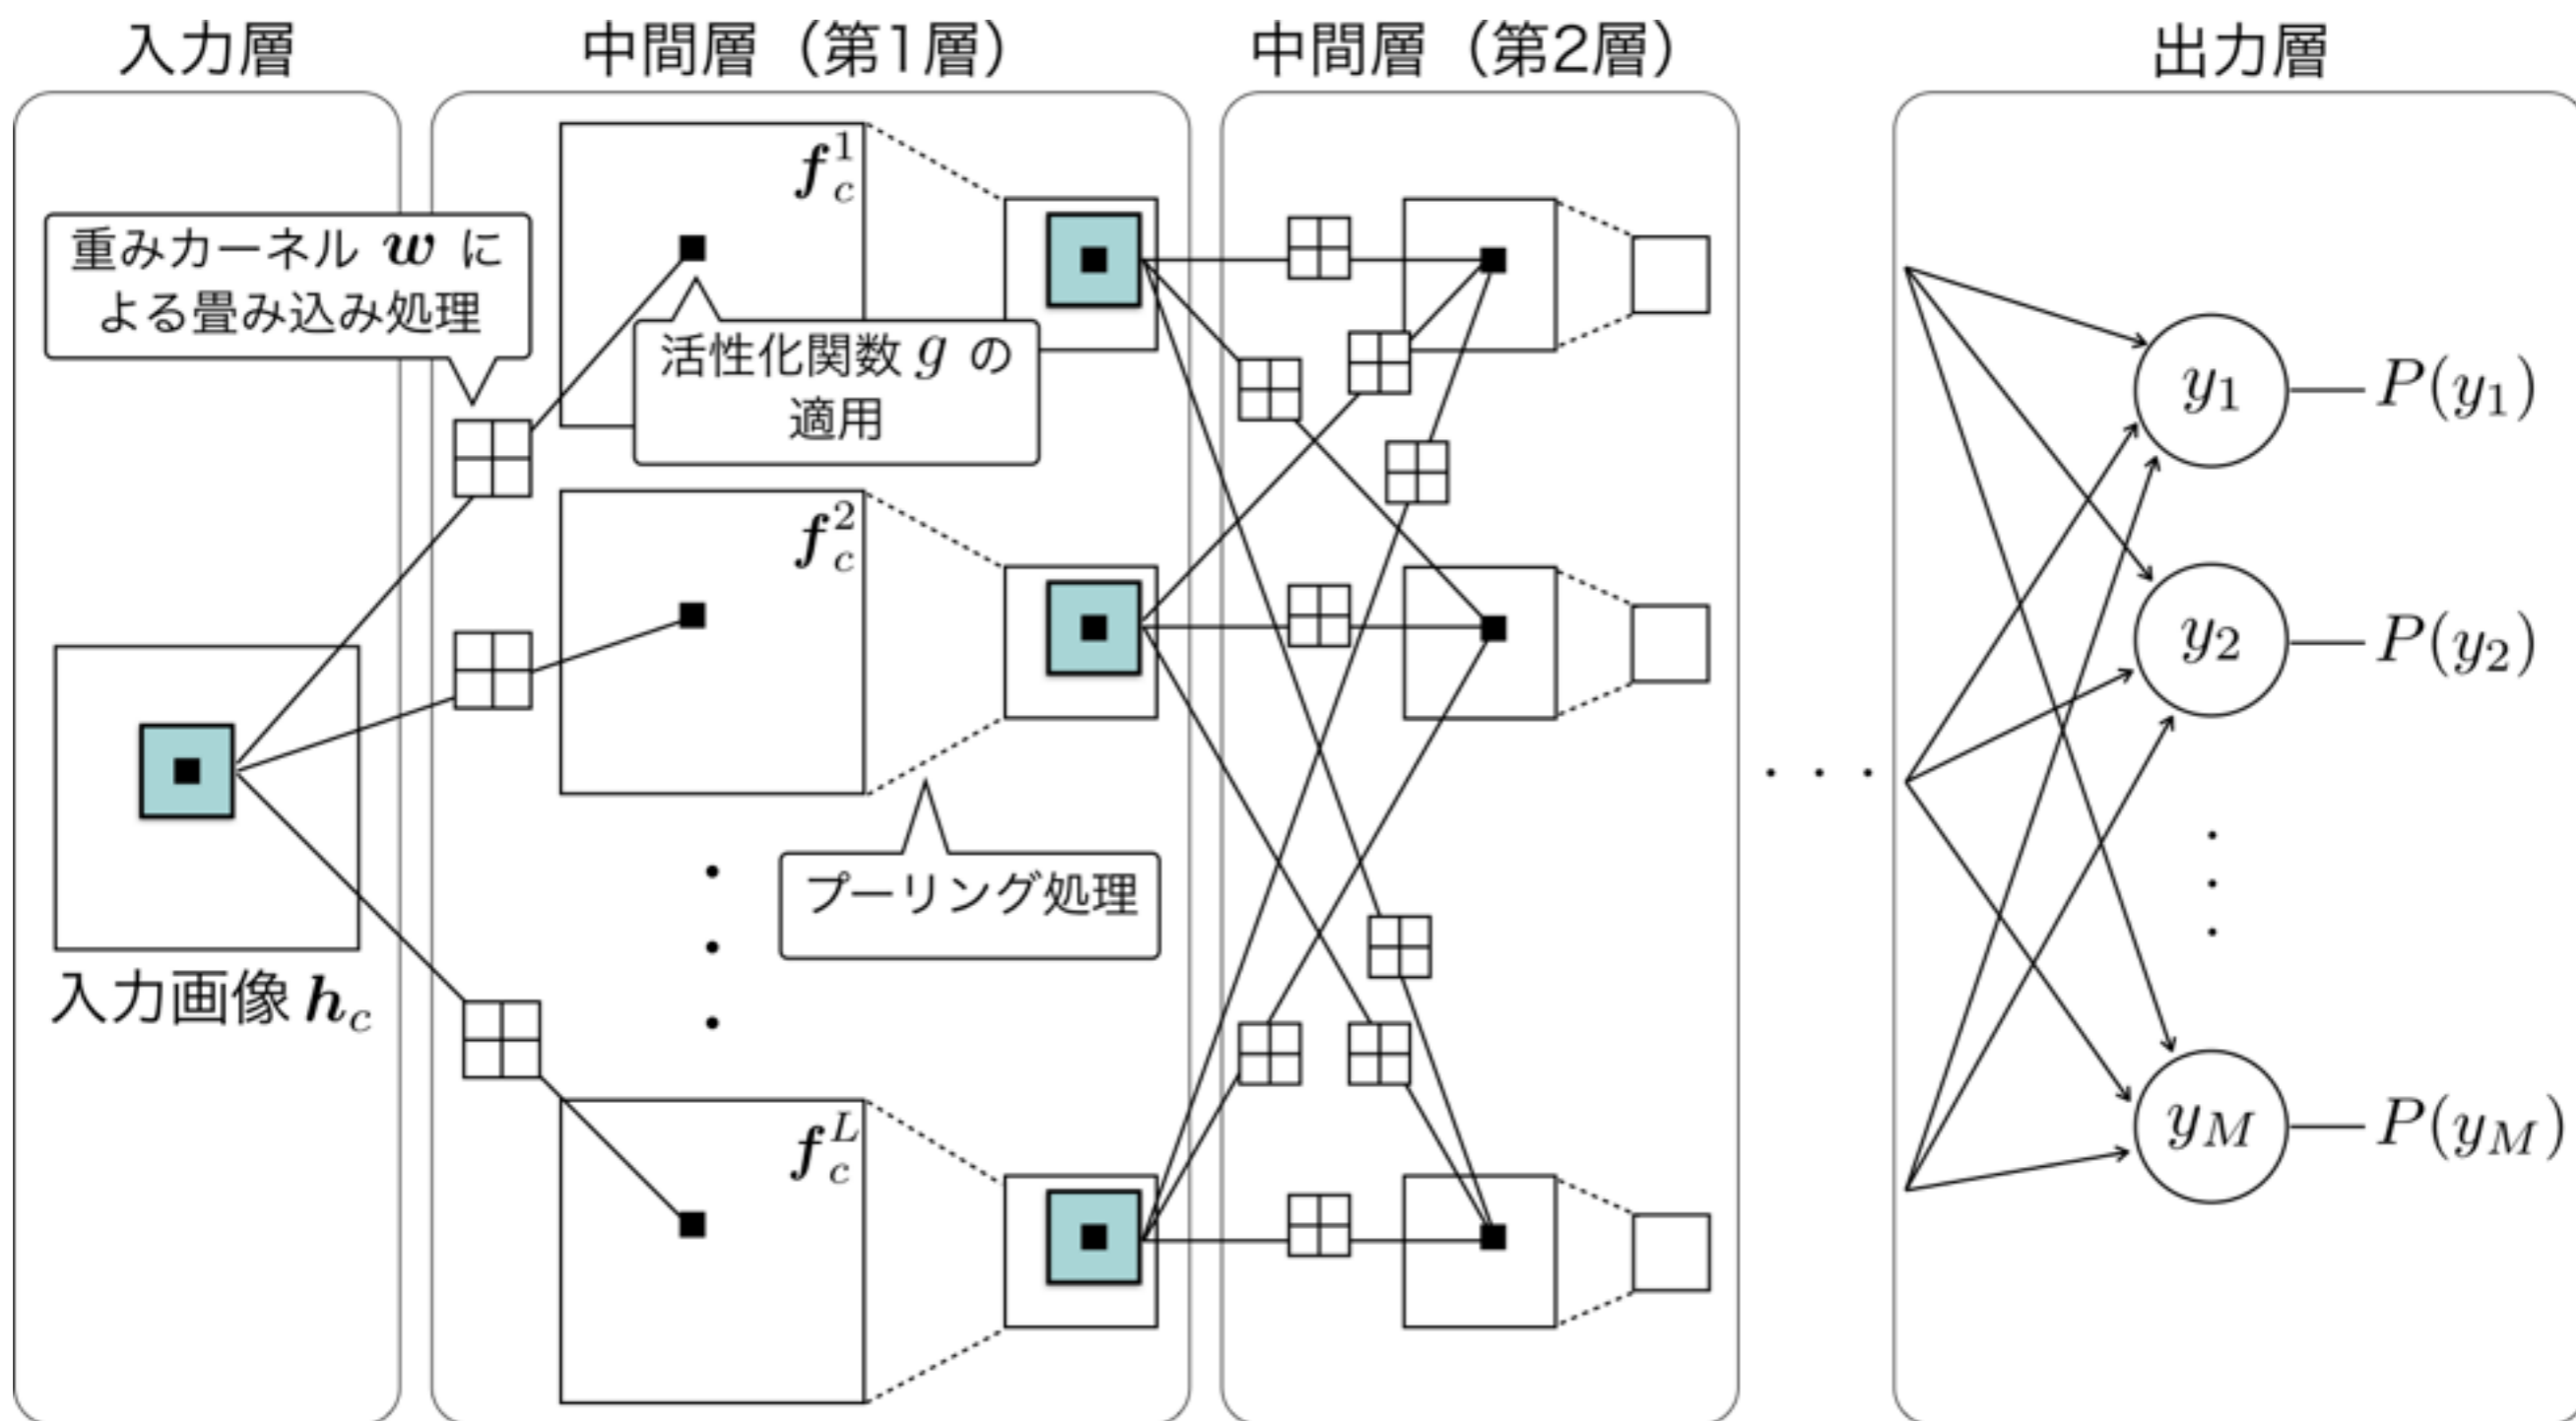 入力層
中間層（第1層）
中間層（第2層）
出力層
重みカーネル w に
よる畳み込み処理
f_c^1
活性化関数 g の
適用
f_c^2
プーリング処理
f_c^L
入力画像 h_c
. . .
y_1
P(y_1)
y_2
P(y_2)
y_M
P(y_M)